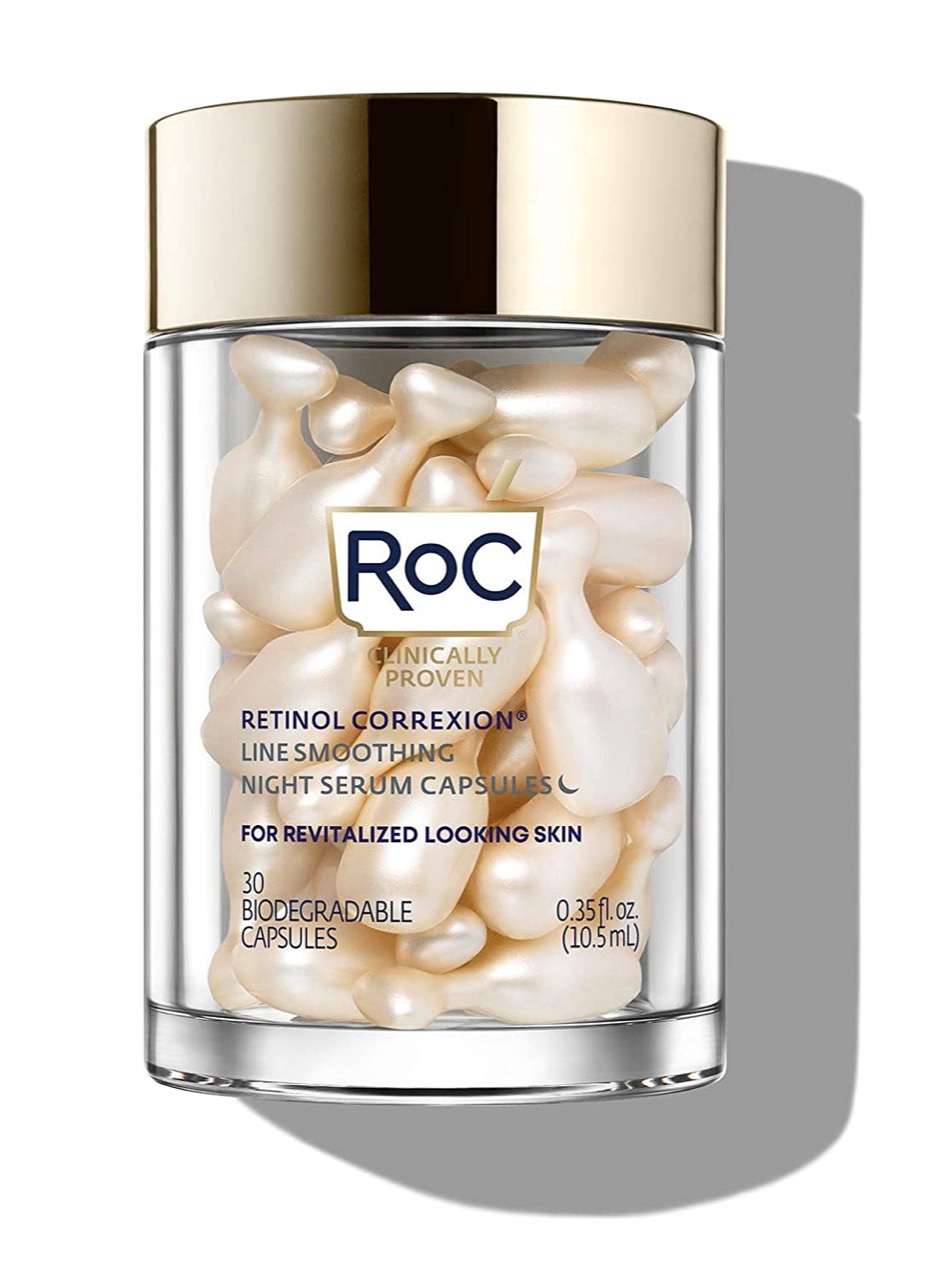 RoC®
CLINICALLY
PROVEN
RETINOL CORREXION®
LINE SMOOTHING
NIGHT SERUM CAPSULES
FOR REVITALIZED LOOKING SKIN
30
BIODEGRADABLE
CAPSULES
0.35 fl. oz.
(10.5 mL)